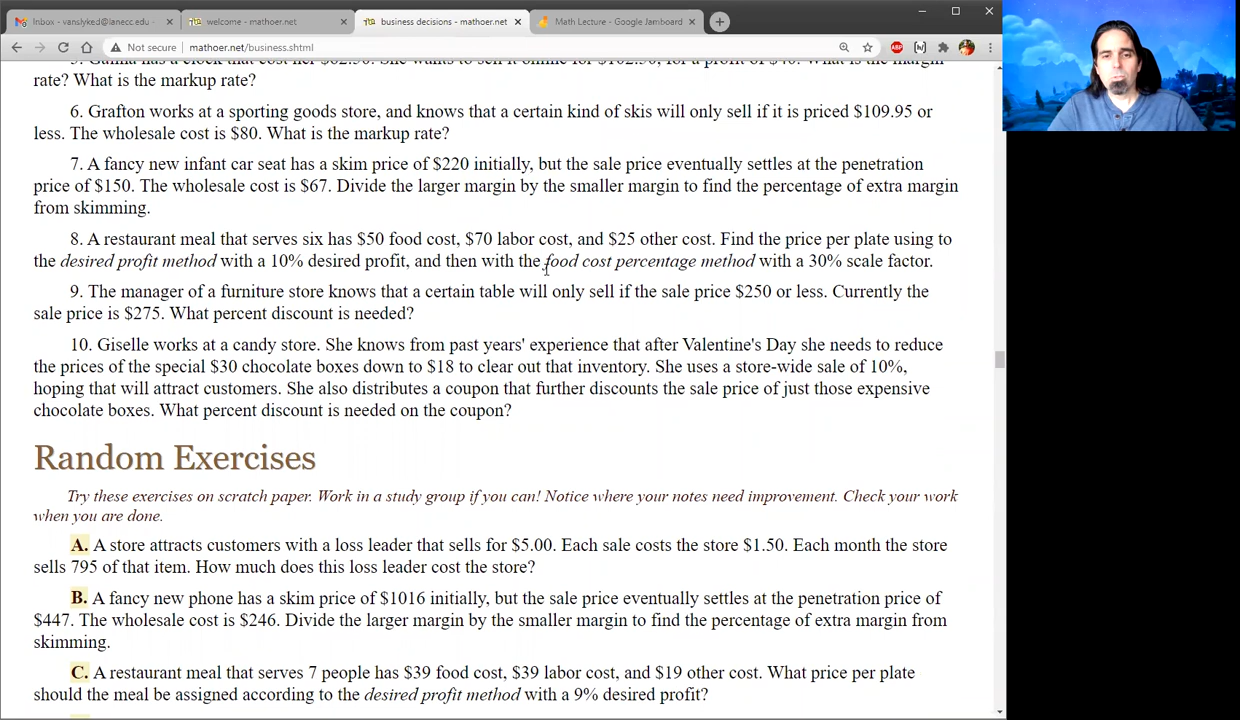 Inbox - vanslyked@lanecc.edu -
welcome - mathoer.net
business decisions - mathoer.net
Math Lecture - Google Jamboard
Not secure | mathoer.net/business.shtml
rate? What is the markup rate?
6. Grafton works at a sporting goods store, and knows that a certain kind of skis will only sell if it is priced $109.95 or
less. The wholesale cost is $80. What is the markup rate?
7. A fancy new infant car seat has a skim price of $220 initially, but the sale price eventually settles at the penetration
price of $150. The wholesale cost is $67. Divide the larger margin by the smaller margin to find the percentage of extra margin
from skimming.
8. A restaurant meal that serves six has $50 food cost, $70 labor cost, and $25 other cost. Find the price per plate using to
the desired profit method with a 10% desired profit, and then with the food cost percentage method with a 30% scale factor.
9. The manager of a furniture store knows that a certain table will only sell if the sale price $250 or less. Currently the
sale price is $275. What percent discount is needed?
10. Giselle works at a candy store. She knows from past years' experience that after Valentine's Day she needs to reduce
the prices of the special $30 chocolate boxes down to $18 to clear out that inventory. She uses a store-wide sale of 10%,
hoping that will attract customers. She also distributes a coupon that further discounts the sale price of just those expensive
chocolate boxes. What percent discount is needed on the coupon?
Random Exercises
Try these exercises on scratch paper. Work in a study group if you can! Notice where your notes need improvement. Check your work
when you are done.
A. A store attracts customers with a loss leader that sells for $5.00. Each sale costs the store $1.50. Each month the store
sells 795 of that item. How much does this loss leader cost the store?
B. A fancy new phone has a skim price of $1016 initially, but the sale price eventually settles at the penetration price of
$447. The wholesale cost is $246. Divide the larger margin by the smaller margin to find the percentage of extra margin from
skimming.
C. A restaurant meal that serves 7 people has $39 food cost, $39 labor cost, and $19 other cost. What price per plate
should the meal be assigned according to the desired profit method with a 9% desired profit?